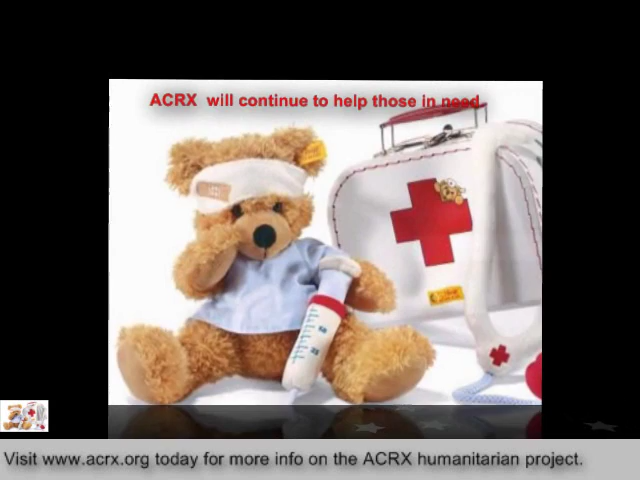 ACRX will continue to help those in need
Visit www.acrx.org today for more info on the ACRX humanitarian project.